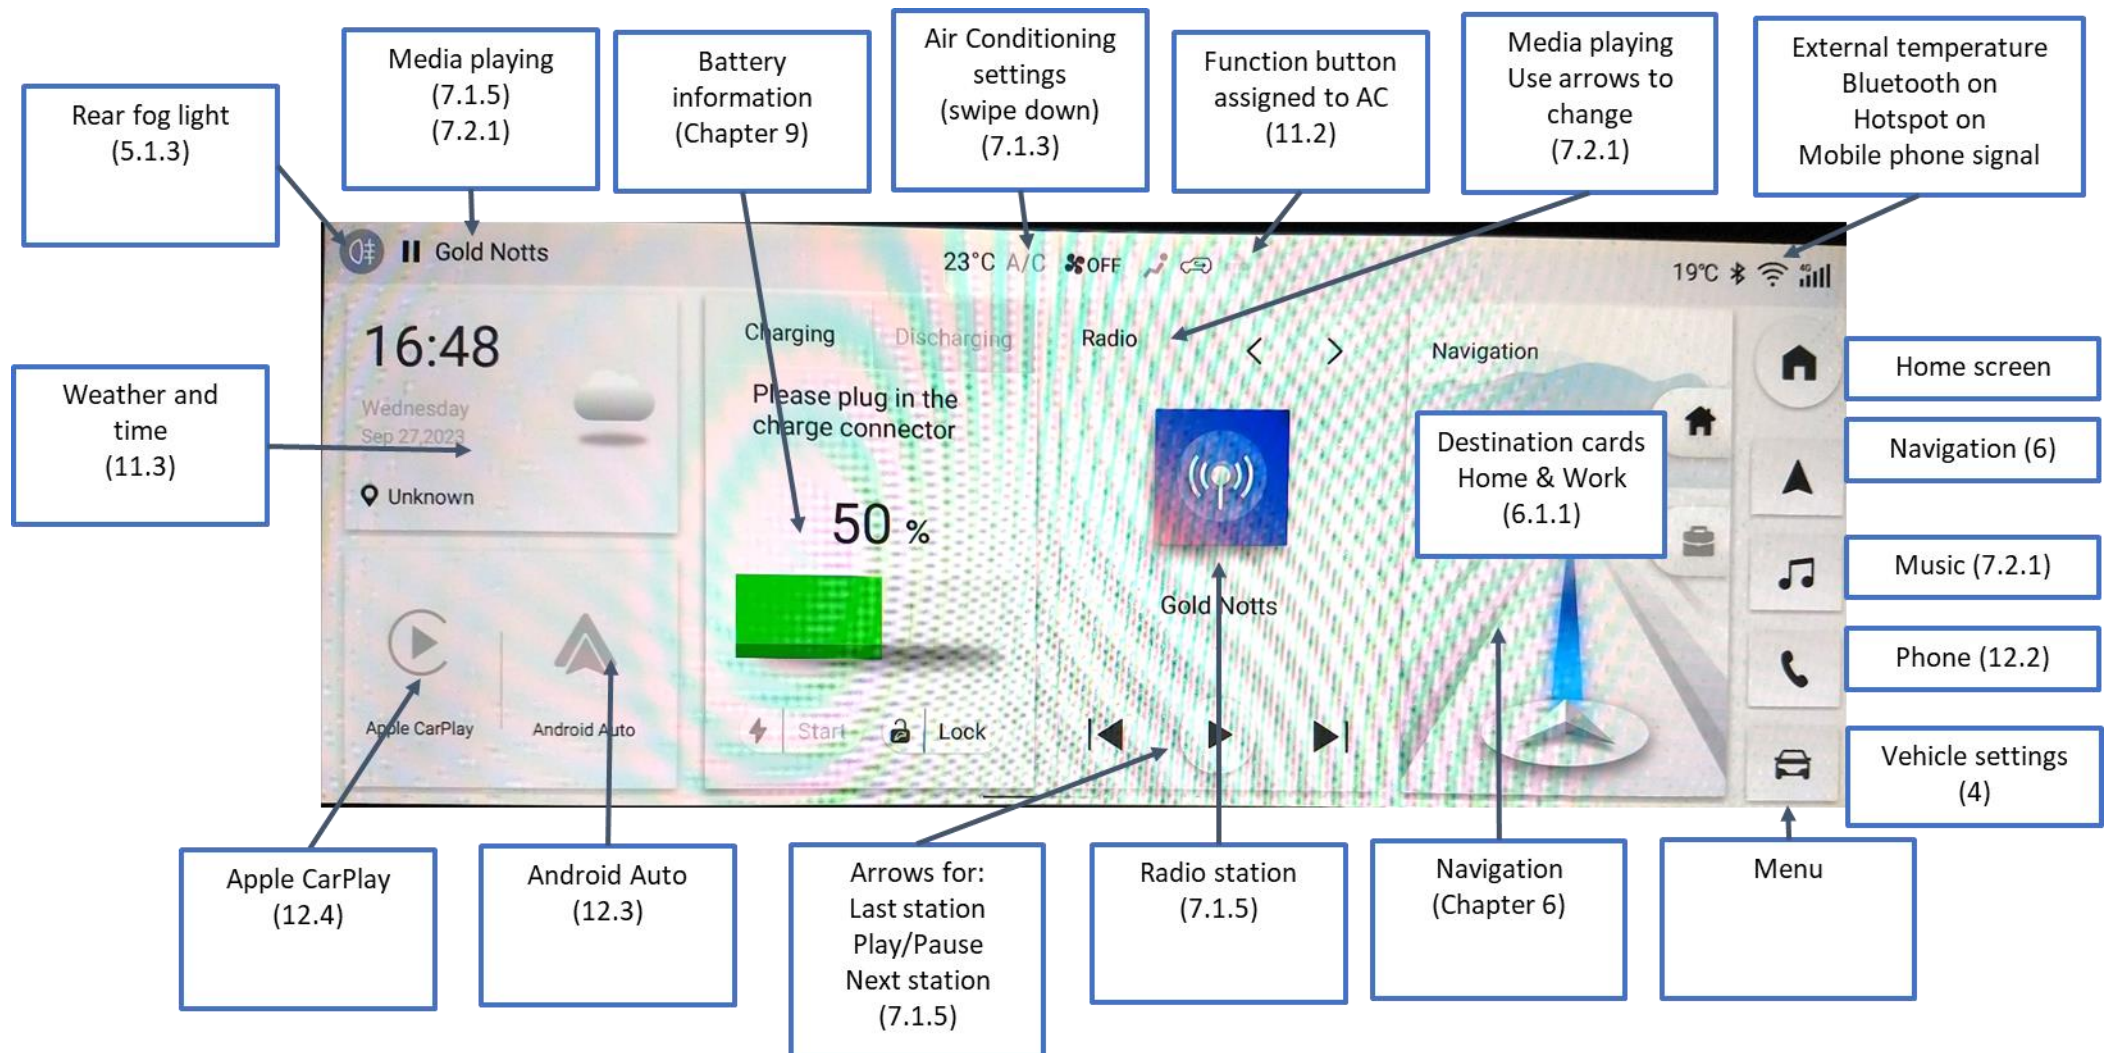 Rear fog light
(5.1.3)
Media playing
(7.1.5)
(7.2.1)
Battery
information
(Chapter 9)
Air Conditioning
settings
(swipe down)
(7.1.3)
Function button
assigned to AC
(11.2)
Media playing
Use arrows to
change
(7.2.1)
External temperature
Bluetooth on
Hotspot on
Mobile phone signal
Gold Notts
23°C A/C OFF
19°C
4G
16:48
Wednesday
Sep 27,2023
Unknown
Weather and
time
(11.3)
Charging
Discharging
Please plug in the
charge connector
50 %
Start
Lock
Radio
Gold Notts
Navigation
Destination cards
Home & Work
(6.1.1)
Home screen
Navigation (6)
Music (7.2.1)
Phone (12.2)
Vehicle settings
(4)
Apple CarPlay
Android Auto
Apple CarPlay
(12.4)
Android Auto
(12.3)
Arrows for:
Last station
Play/Pause
Next station
(7.1.5)
Radio station
(7.1.5)
Navigation
(Chapter 6)
Menu